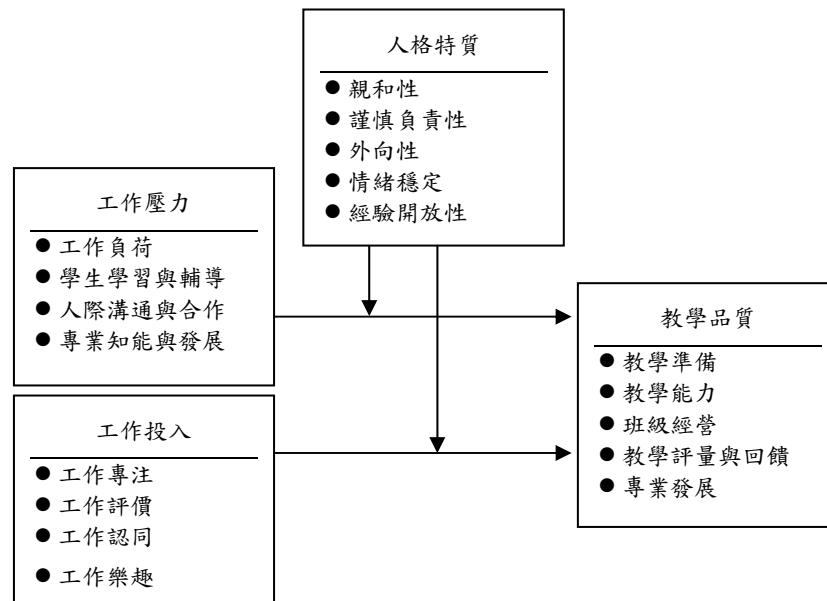 人格特質
● 親和性
● 謹慎負責性
● 外向性
● 情緒穩定
● 經驗開放性
工作壓力
● 工作負荷
● 學生學習與輔導
● 人際溝通與合作
● 專業知能與發展
工作投入
● 工作專注
● 工作評價
● 工作認同
● 工作樂趣
教學品質
● 教學準備
● 教學能力
● 班級經營
● 教學評量與回饋
● 專業發展